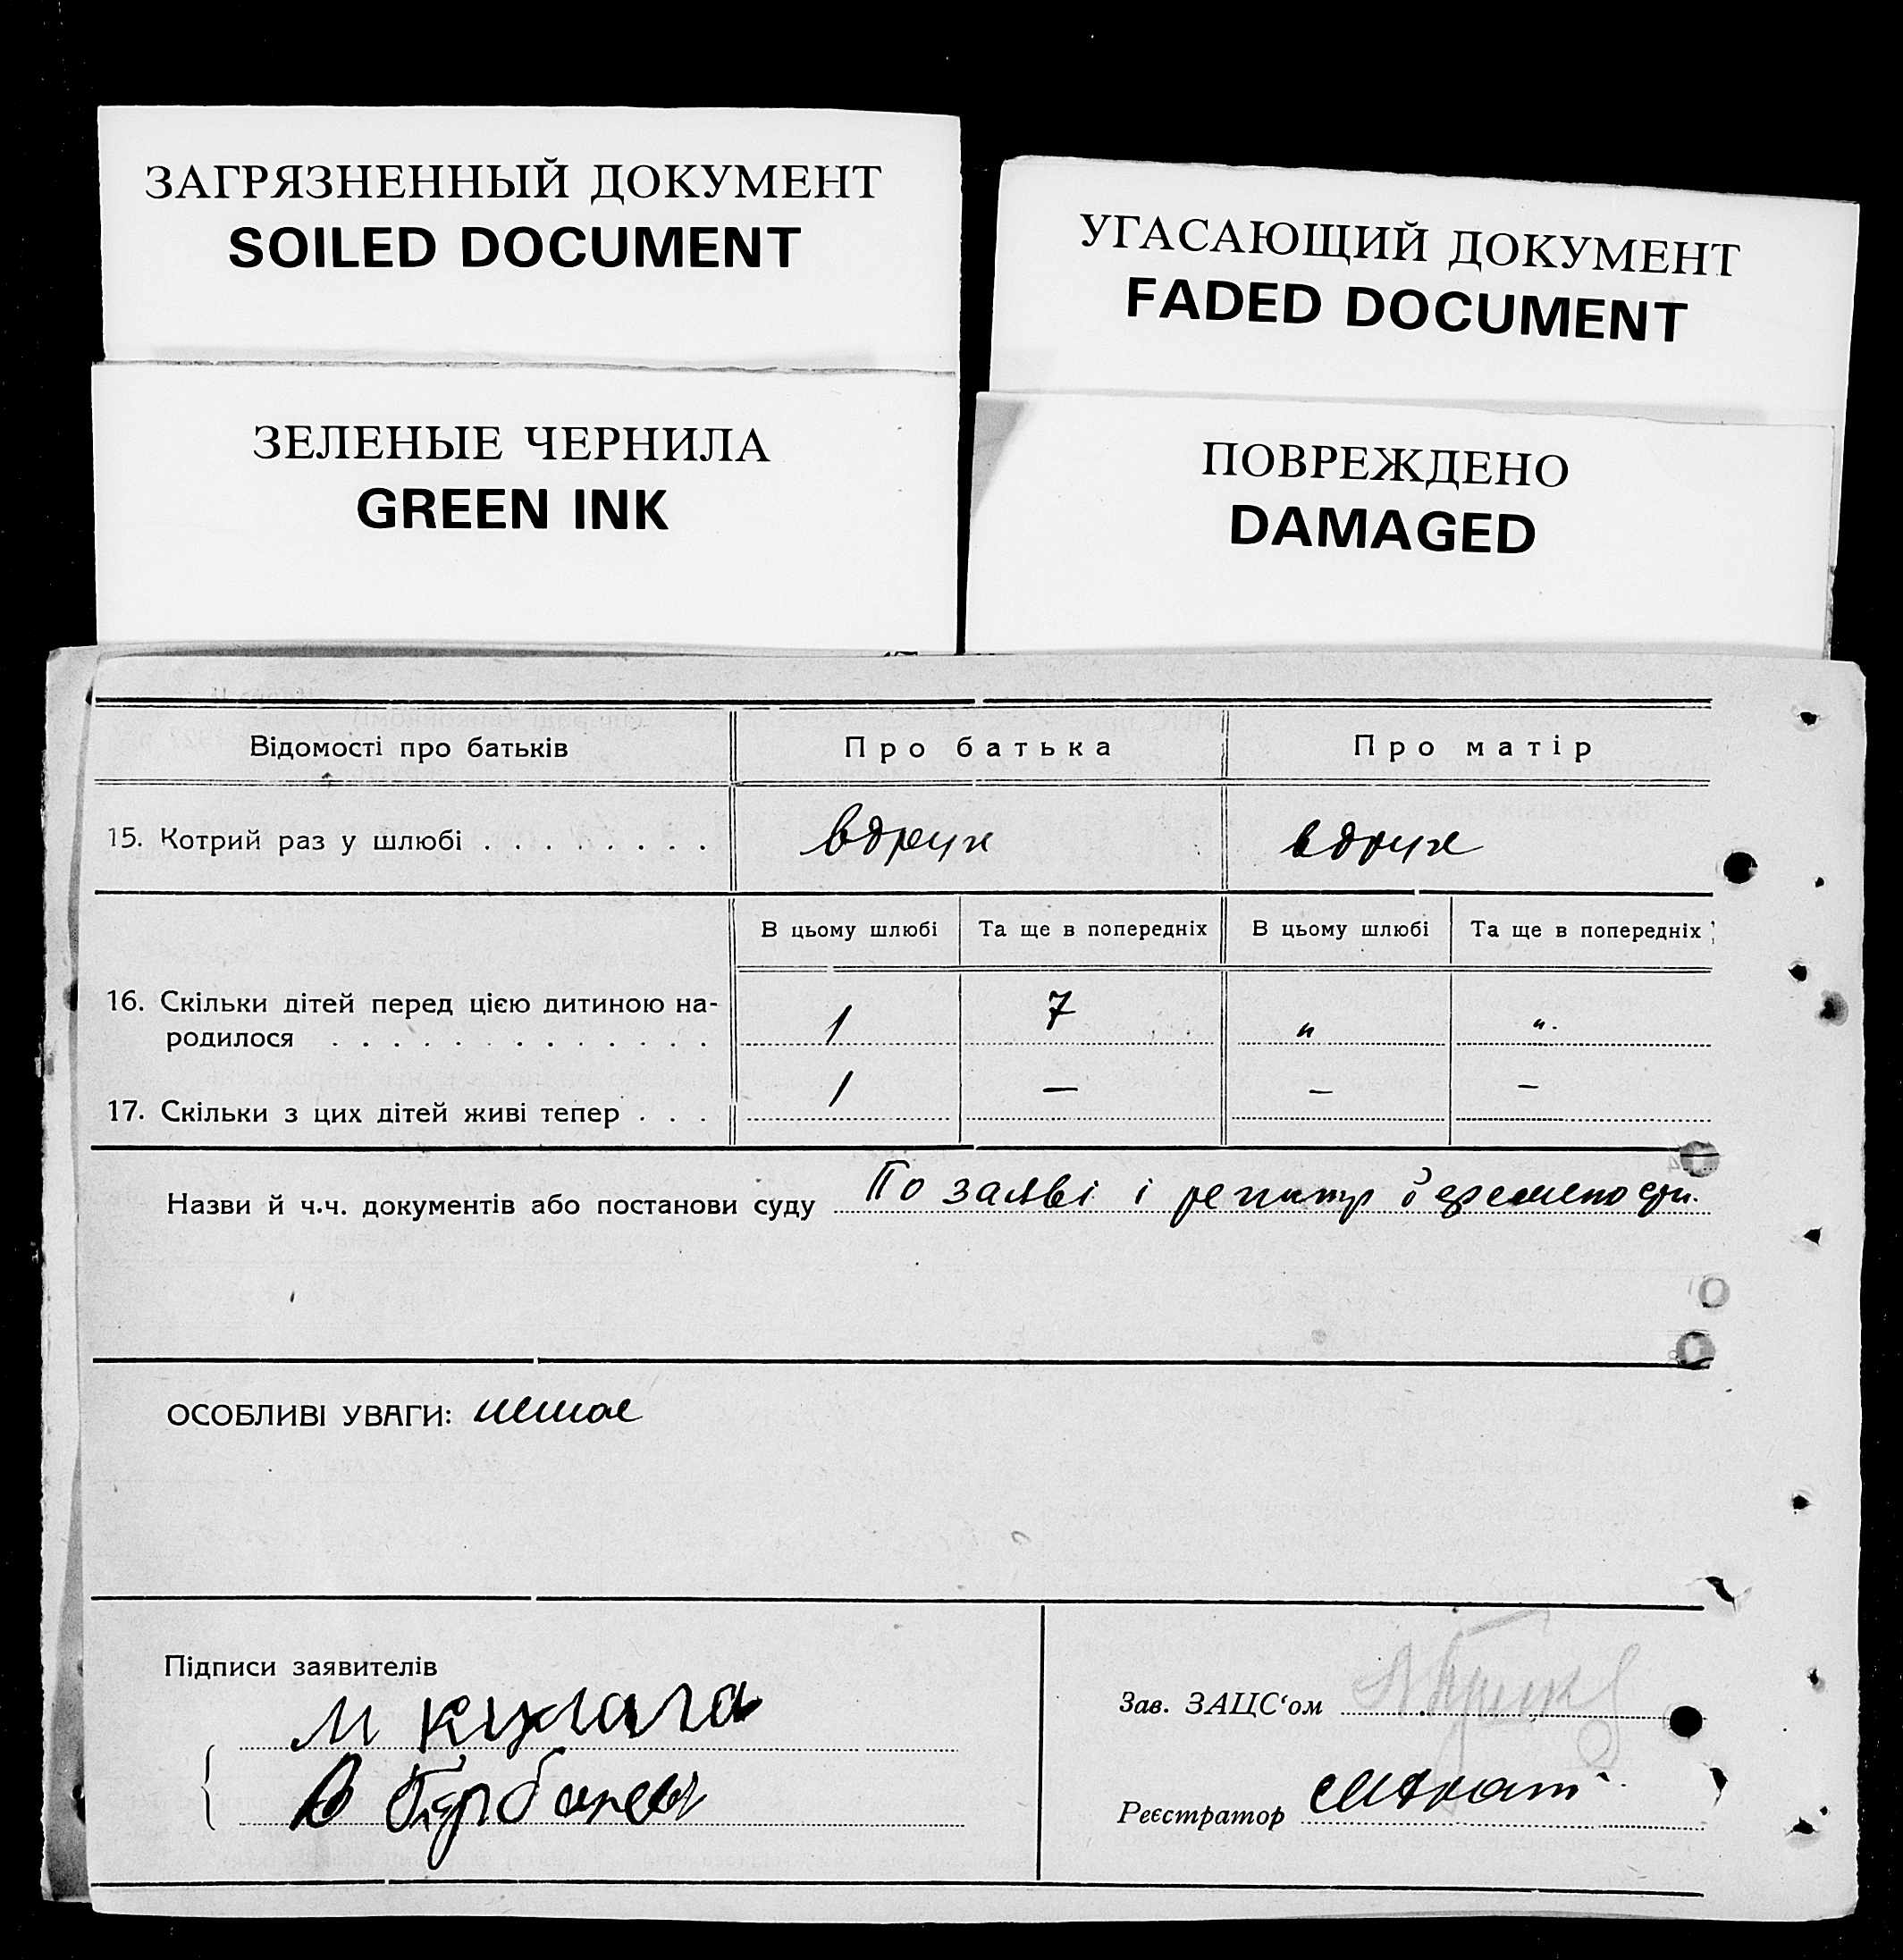 ЗАГРЯЗНЕННЫЙ ДОКУМЕНТ
SOILED DOCUMENT
УГАСАЮЩИЙ ДОКУМЕНТ
FADED DOCUMENT
ЗЕЛЕНЫЕ ЧЕРНИЛА
GREEN INK
ПОВРЕЖДЕНО
DAMAGED
Відомості про батьків Про батька Про матір
15. Котрий раз у шлюбі . . . . . . . . вдруге вдруге
В цьому шлюбі Та ще в попередніх В цьому шлюбі Та ще в попередніх
16. Скільки дітей перед цією дитиною на-
родилося . . . . . . . . . . . . . 1 7 " "
17. Скільки з цих дітей живі тепер . . . 1 — — —
Назви й ч.ч. документів або постанови суду По заяві і
ОСОБЛИВІ УВАГИ: немає
Підписи заявителів
М Кулага
В
Зав. ЗАЦС'ом
Реєстратор